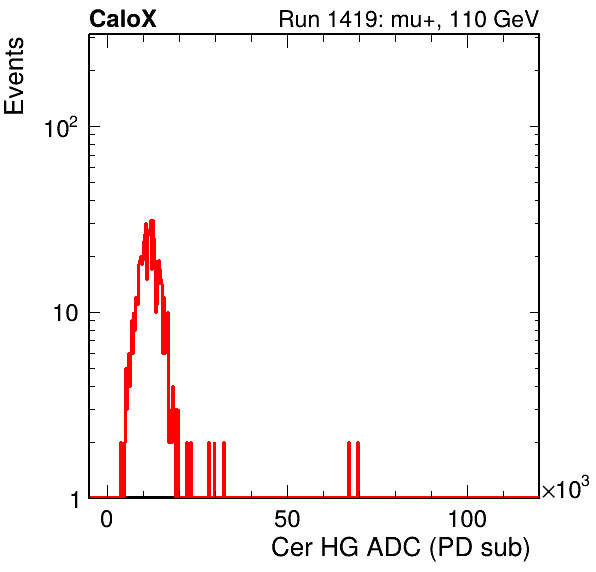 CaloX Run 1419: mu+, 110 GeV
Events
10²
10
1
0 50 100 ×10³
Cer HG ADC (PD sub)